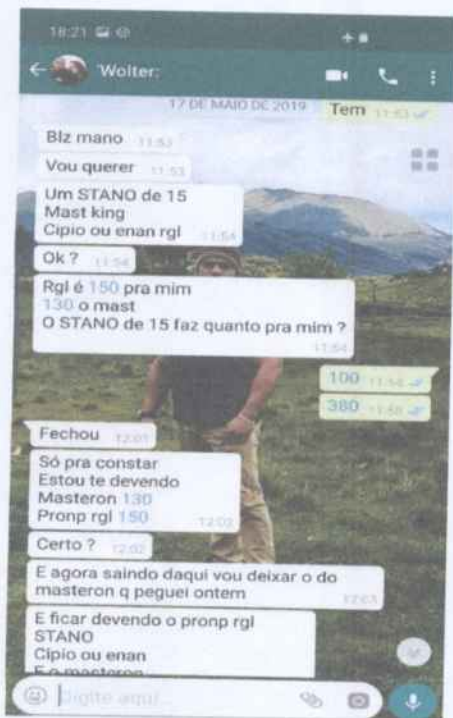 18:21
'Wolter:
17 DE MAIO DE 2019
Tem 11:53
Blz mano 11:53
Vou querer 11:53
Um STANO de 15
Mast king
Cipio ou enan rgl 11:54
Ok ? 11:54
Rgl é 150 pra mim
130 o mast
O STANO de 15 faz quanto pra mim ?
11:54
100 11:58
380 11:58
Fechou 12:01
Só pra constar
Estou te devendo
Masteron 130
Pronp rgl 150 12:02
Certo ? 12:02
E agora saindo daqui vou deixar o do
masteron q peguei ontem 12:03
E ficar devendo o pronp rgl
STANO
Cipio ou enan
E o masteron
Digite aqui...